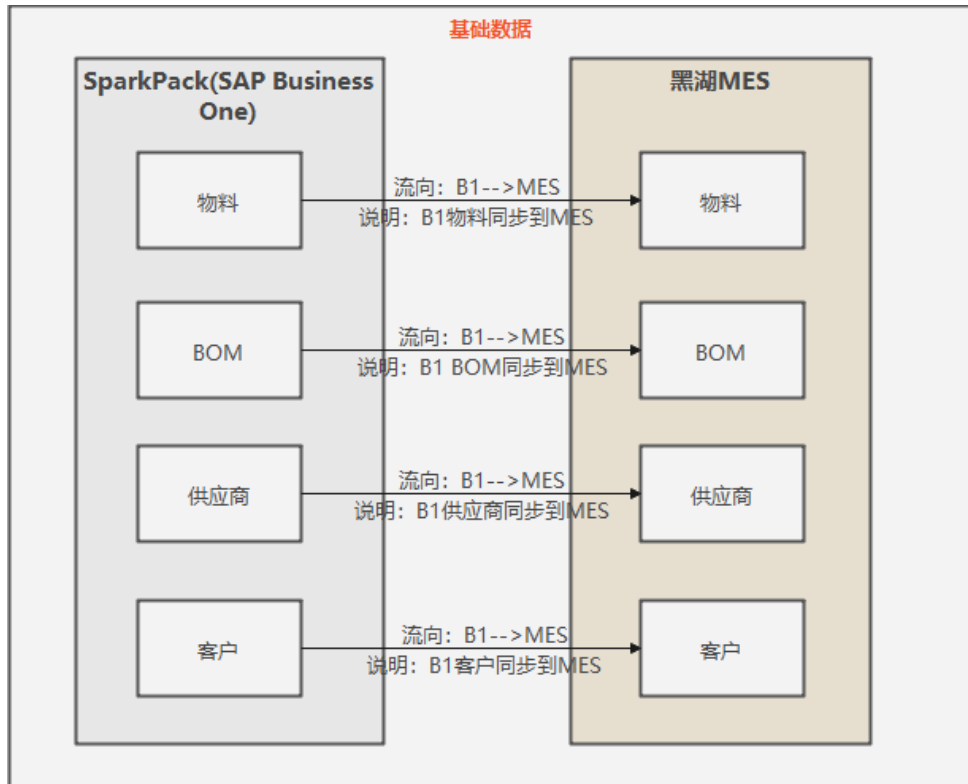 基础数据
SparkPack(SAP Business
One)
黑湖MES
物料
流向：B1-->MES
说明：B1物料同步到MES
物料
BOM
流向：B1-->MES
说明：B1 BOM同步到MES
BOM
供应商
流向：B1-->MES
说明：B1供应商同步到MES
供应商
客户
流向：B1-->MES
说明：B1客户同步到MES
客户